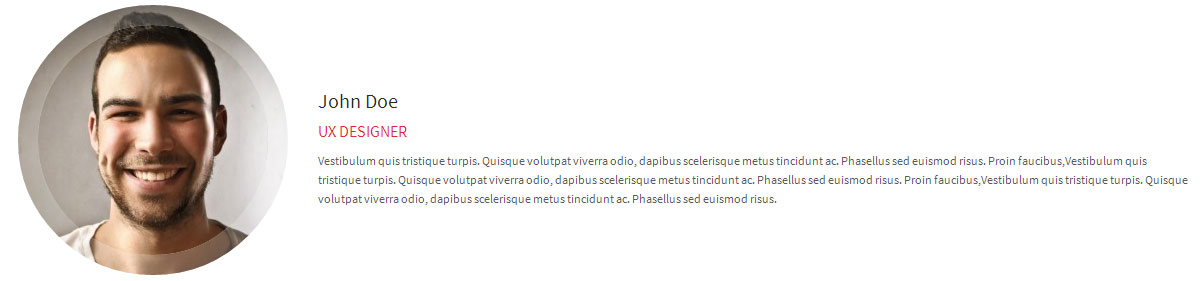 John Doe
UX DESIGNER
Vestibulum quis tristique turpis. Quisque volutpat viverra odio, dapibus scelerisque metus tincidunt ac. Phasellus sed euismod risus. Proin faucibus,Vestibulum quis
tristique turpis. Quisque volutpat viverra odio, dapibus scelerisque metus tincidunt ac. Phasellus sed euismod risus. Proin faucibus,Vestibulum quis tristique turpis. Quisque
volutpat viverra odio, dapibus scelerisque metus tincidunt ac. Phasellus sed euismod risus.